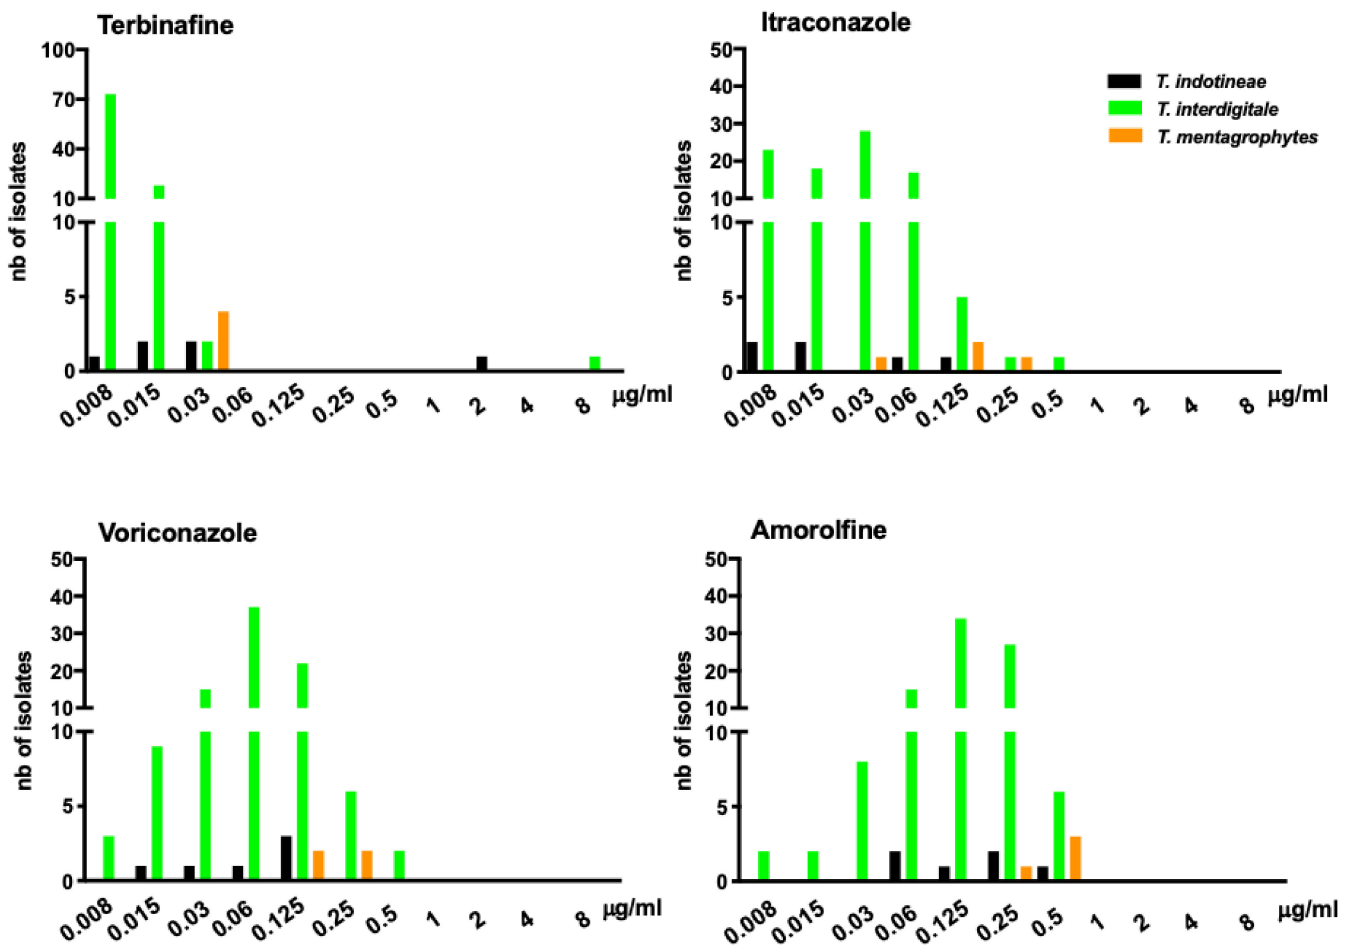 Terbinafine
100
70
40
10
10
5
0
nb of isolates
0.008 0.015 0.03 0.06 0.125 0.25 0.5 1 2 4 8 μg/ml
Itraconazole
50
40
30
20
10
10
5
0
nb of isolates
0.008 0.015 0.03 0.06 0.125 0.25 0.5 1 2 4 8 μg/ml
T. indotineae
T. interdigitale
T. mentagrophytes
Voriconazole
50
40
30
20
10
10
5
0
nb of isolates
0.008 0.015 0.03 0.06 0.125 0.25 0.5 1 2 4 8 μg/ml
Amorolfine
50
40
30
20
10
10
5
0
nb of isolates
0.008 0.015 0.03 0.06 0.125 0.25 0.5 1 2 4 8 μg/ml